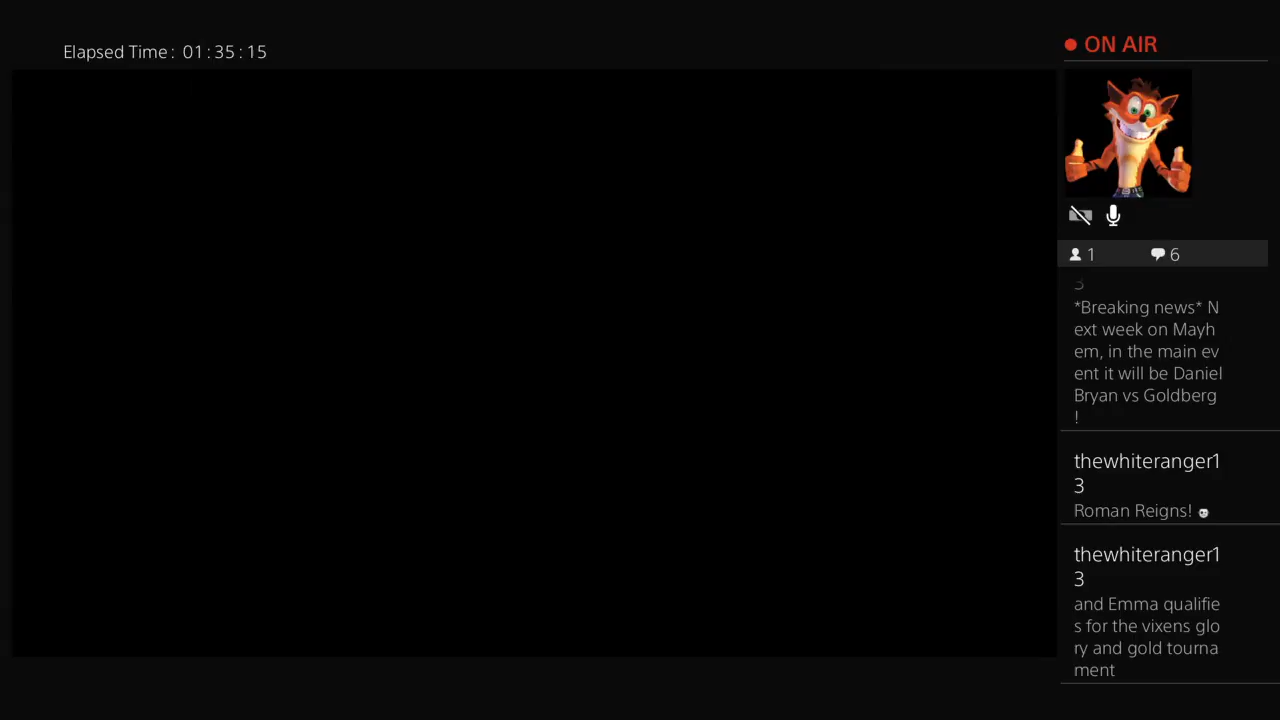 Elapsed Time: 01:35:15
ON AIR
1 6
3
*Breaking news* N
ext week on Mayh
em, in the main ev
ent it will be Daniel
Bryan vs Goldberg
!
thewhiteranger1
3
Roman Reigns!
thewhiteranger1
3
and Emma qualifie
s for the vixens glo
ry and gold tourna
ment